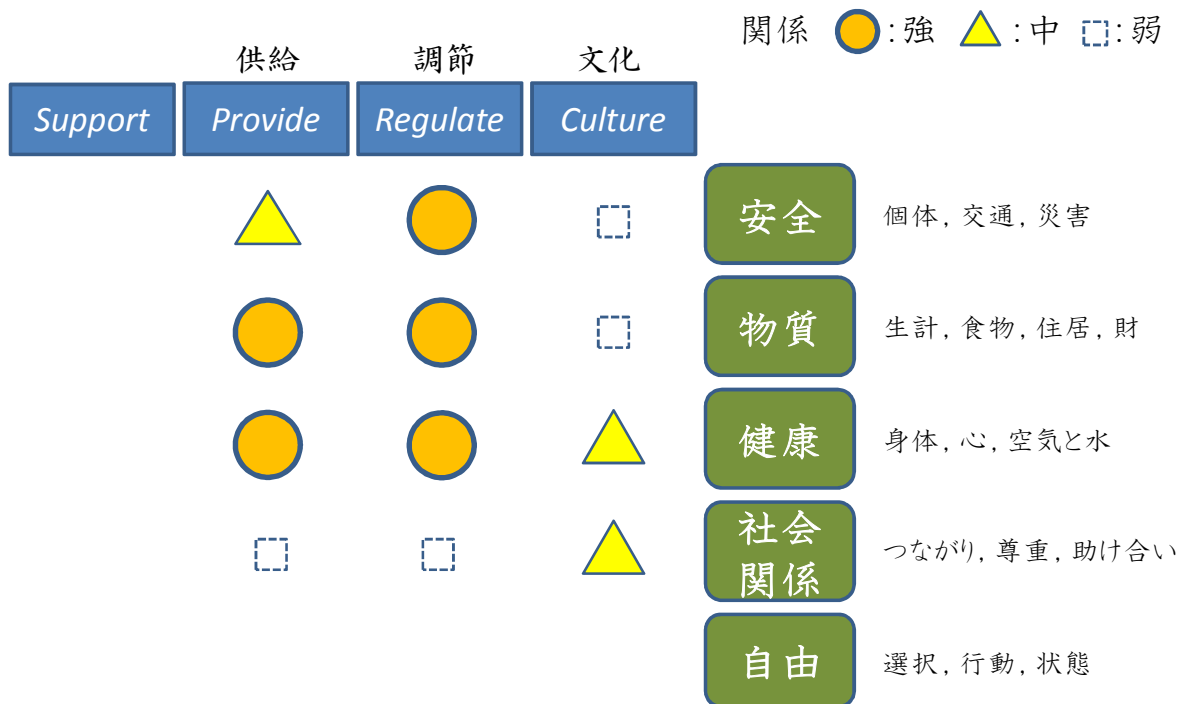 関係 :強 :中 :弱
供給 調節 文化
Support Provide Regulate Culture
安全 個体, 交通, 災害
物質 生計, 食物, 住居, 財
健康 身体, 心, 空気と水
社会
関係
つながり, 尊重, 助け合い
自由 選択, 行動, 状態